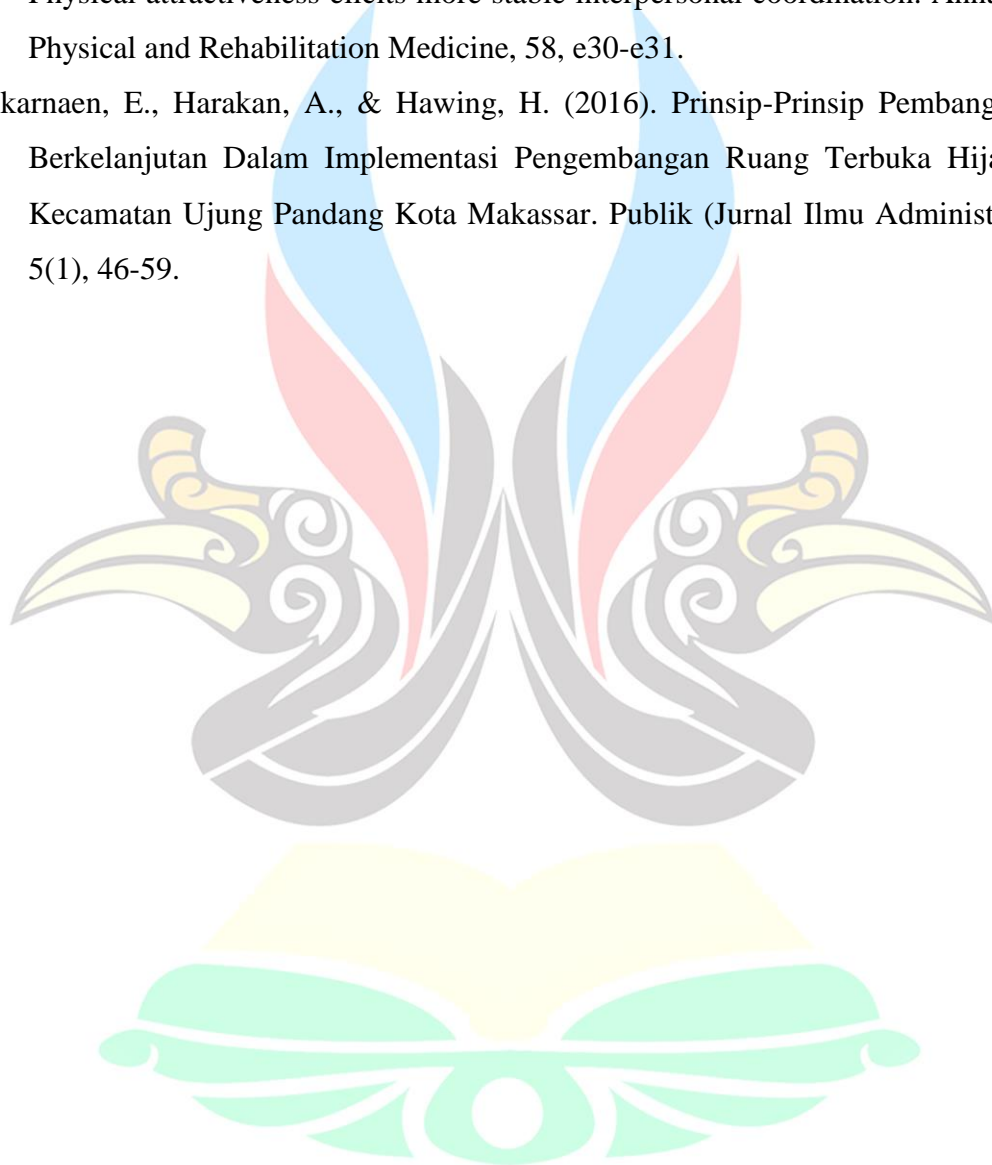 Physical attractiveness elicits more stable interpersonal coordination.
Physical and Rehabilitation Medicine, 58, e30-e31.
karnaen, E., Harakan, A., & Hawing, H. (2016). Prinsip-Prinsip Pembang
Berkelanjutan Dalam Implementasi Pengembangan Ruang Terbuka Hija
Kecamatan Ujung Pandang Kota Makassar. Publik (Jurnal Ilmu Administ
5(1), 46-59.